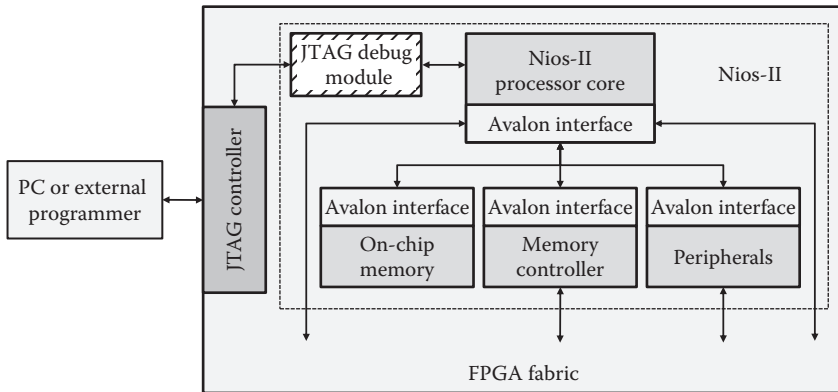 JTAG debug
module
Nios-II
processor core
Nios-II
Avalon interface
PC or external
programmer
JTAG controller
Avalon interface
On-chip
memory
Avalon interface
Memory
controller
Avalon interface
Peripherals
FPGA fabric